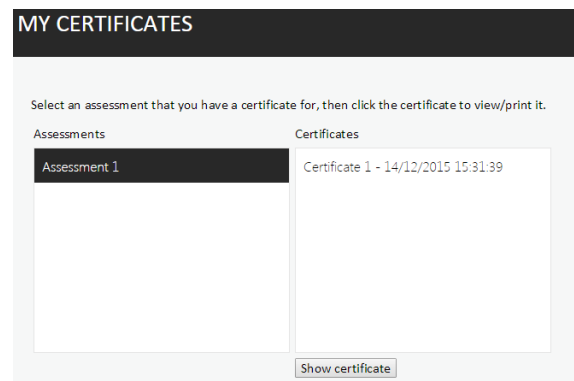 MY CERTIFICATES
Select an assessment that you have a certificate for, then click the certificate to view/print it.
Assessments
Certificates
Assessment 1
Certificate 1 - 14/12/2015 15:31:39
Show certificate